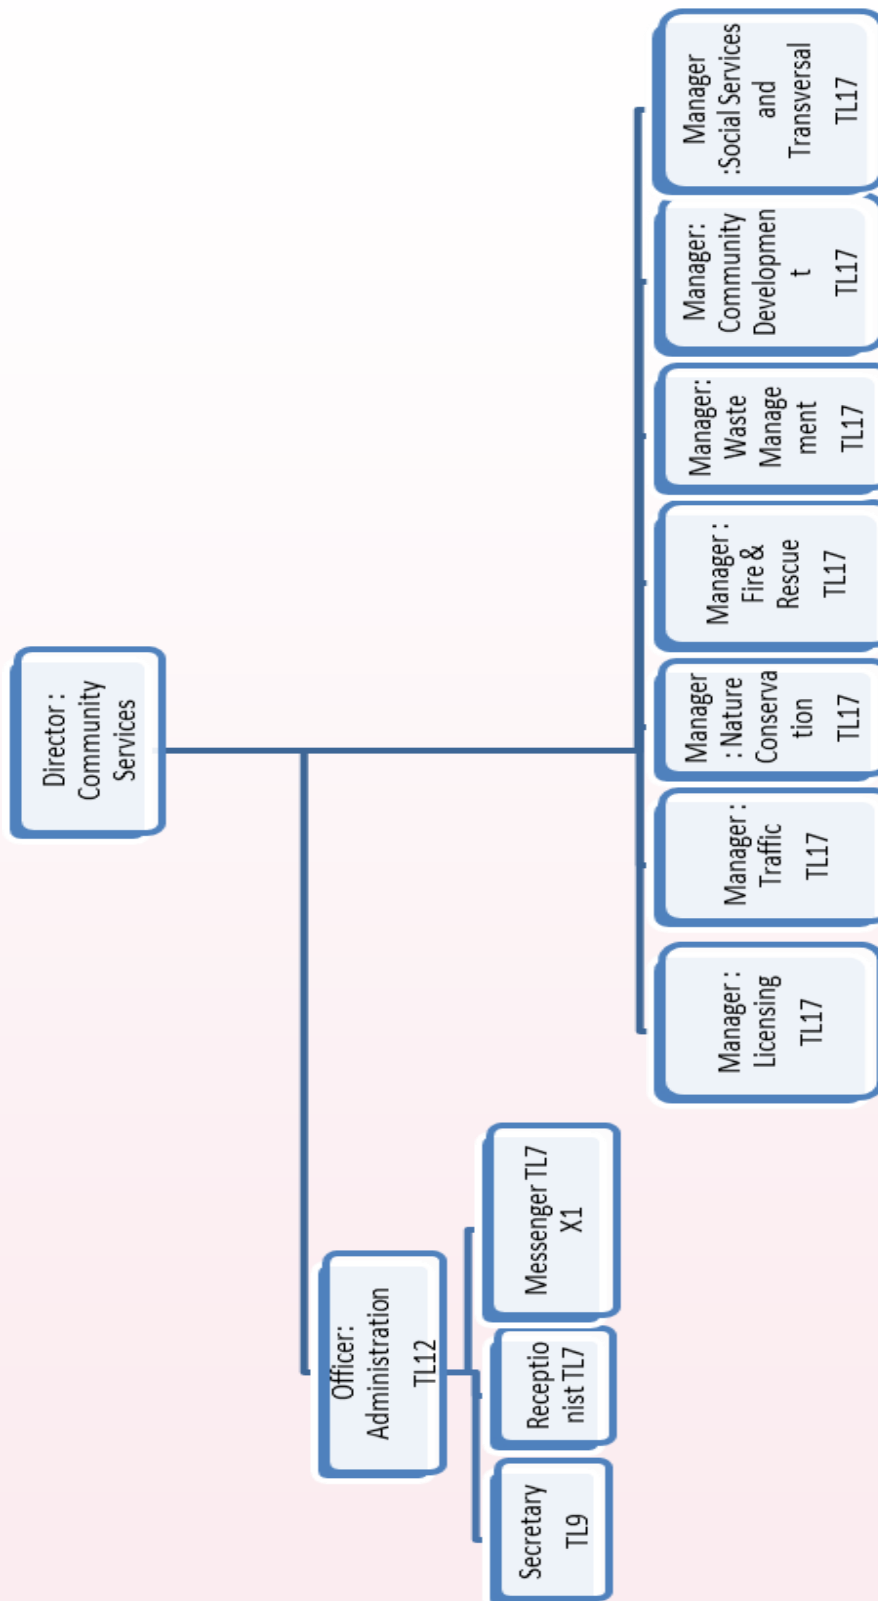 Director :
Community
Services
Officer:
Administration
TL12
Secretary
TL9
Receptio
nist TL7
Messenger TL7
X1
Manager :
Licensing
TL17
Manager :
Traffic
TL17
Manager
: Nature
Conserva
tion
TL17
Manager :
Fire &
Rescue
TL17
Manager:
Waste
Manage
ment
TL17
Manager:
Community
Developmen
t
TL17
Manager
:Social Services
and
Transversal
TL17